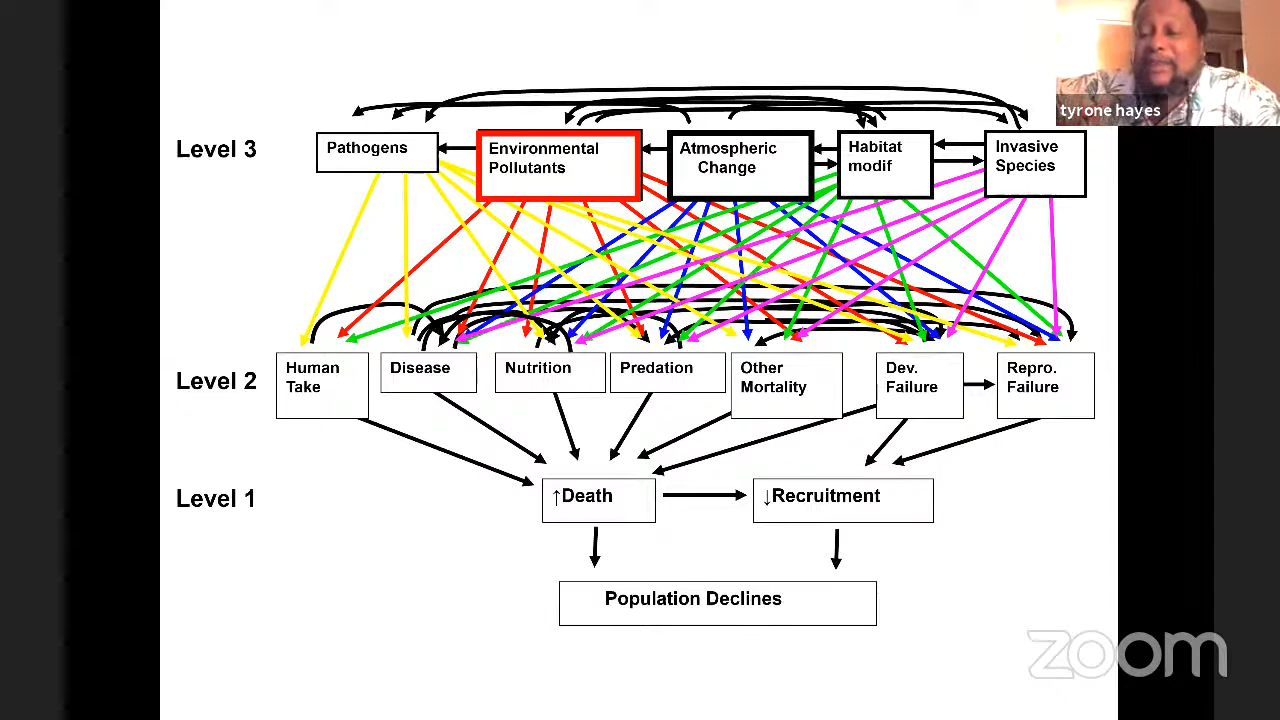 tyrone hayes
Level 3
Pathogens
Environmental
Pollutants
Atmospheric
Change
Habitat
modif
Invasive
Species
Level 2
Human
Take
Disease
Nutrition
Predation
Other
Mortality
Dev.
Failure
Repro.
Failure
Level 1
↑Death
↓Recruitment
Population Declines
zoom